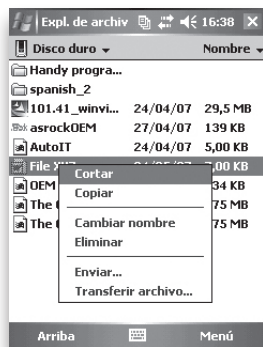 Expl. de archiv 16:38
Disco duro Nombre
Handy progra...
spanish_2
101.41_winvi... 24/04/07 29,5 MB
asrockOEM 27/04/07 139 KB
AutoIT 24/04/07 5,00 KB
File
Cortar
Copiar
Cambiar nombre
Eliminar
Enviar...
Transferir archivo...
OEM 34 KB
The 75 MB
The 75 MB
Arriba Menú